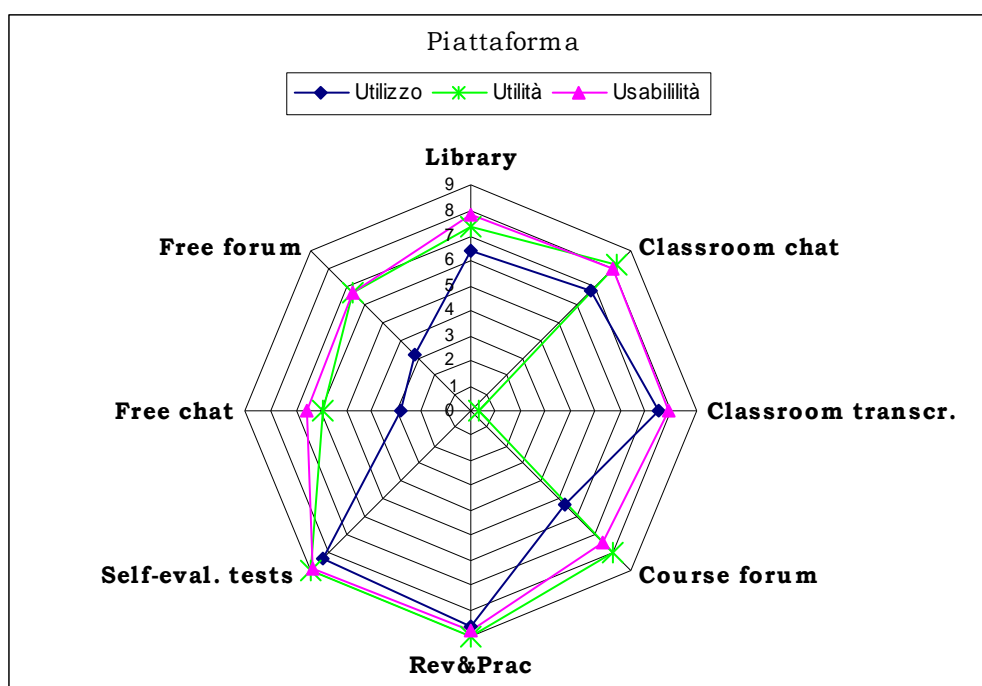 Piattaforma
Utilizzo Utilità Usabililità
Library
9
8
7
6
5
4
3
2
1
0
Free forum Classroom chat
Free chat Classroom transcr.
Self-eval. tests Course forum
Rev&Prac